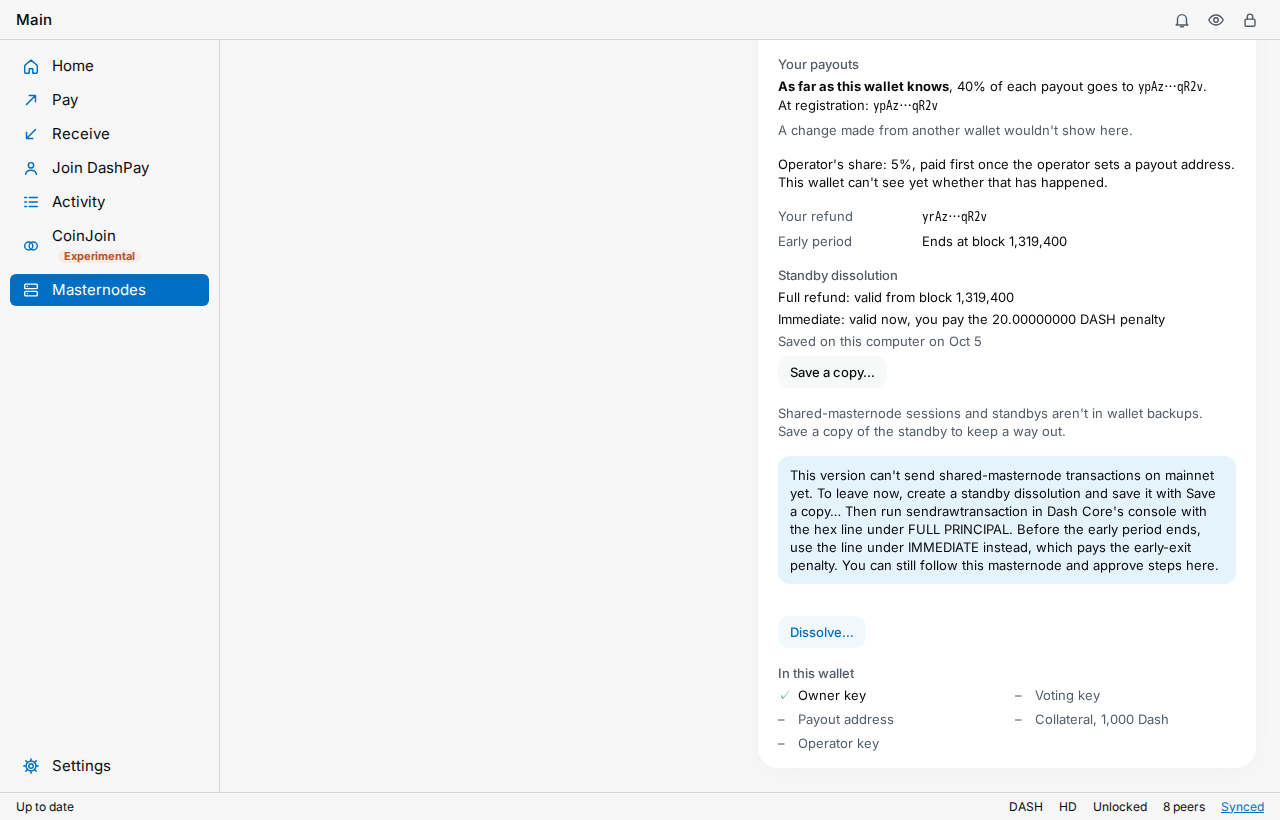 Main
Home
Pay
Receive
Join DashPay
Activity
CoinJoin
Experimental
Masternodes
Settings
Your payouts
As far as this wallet knows, 40% of each payout goes to ypAz⋯qR2v.
At registration: ypAz⋯qR2v
A change made from another wallet wouldn't show here.
Operator's share: 5%, paid first once the operator sets a payout address.
This wallet can't see yet whether that has happened.
Your refund yrAz⋯qR2v
Early period Ends at block 1,319,400
Standby dissolution
Full refund: valid from block 1,319,400
Immediate: valid now, you pay the 20.00000000 DASH penalty
Saved on this computer on Oct 5
Save a copy...
Shared-masternode sessions and standbys aren't in wallet backups.
Save a copy of the standby to keep a way out.
This version can't send shared-masternode transactions on mainnet
yet. To leave now, create a standby dissolution and save it with Save
a copy... Then run sendrawtransaction in Dash Core's console with
the hex line under FULL PRINCIPAL. Before the early period ends,
use the line under IMMEDIATE instead, which pays the early-exit
penalty. You can still follow this masternode and approve steps here.
Dissolve...
In this wallet
✓ Owner key
– Voting key
– Payout address
– Collateral, 1,000 Dash
– Operator key
Up to date
DASH HD Unlocked 8 peers Synced